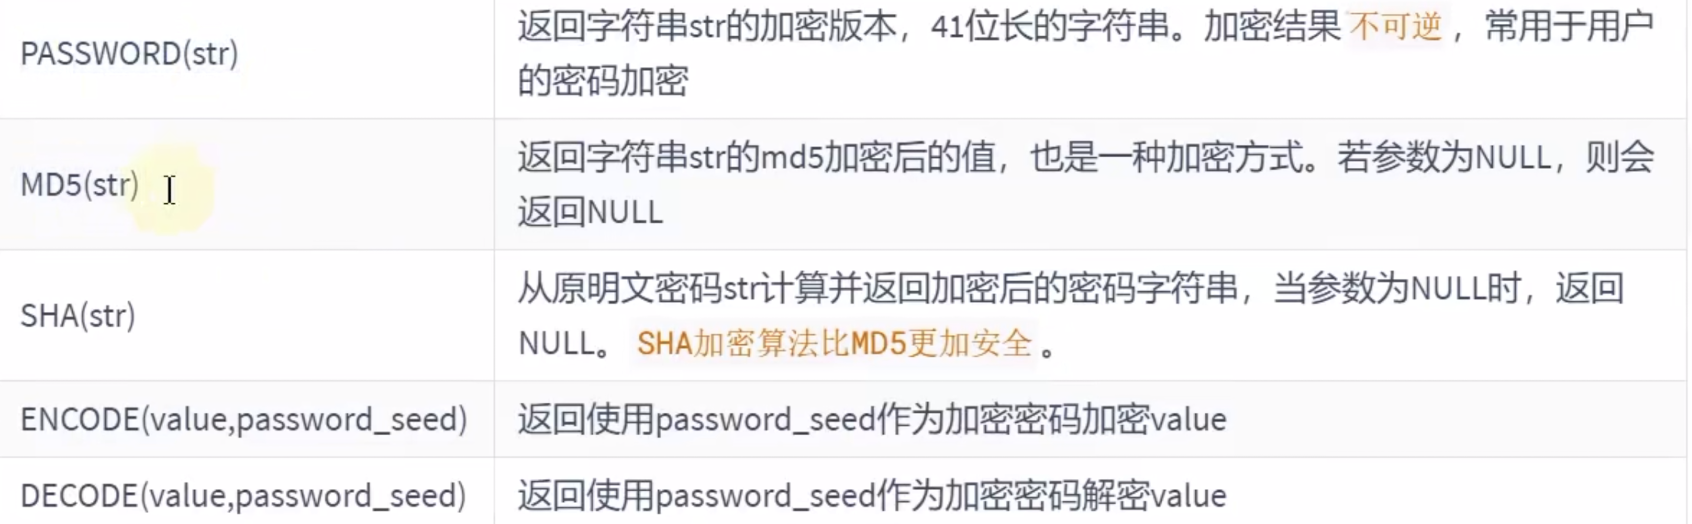 PASSWORD(str)
返回字符串str的加密版本，41位长的字符串。加密结果 不可逆 ，常用于用户
的密码加密
MD5(str)
返回字符串str的md5加密后的值，也是一种加密方式。若参数为NULL，则会
返回NULL
SHA(str)
从原明文密码str计算并返回加密后的密码字符串，当参数为NULL时，返回
NULL。 SHA加密算法比MD5更加安全 。
ENCODE(value,password_seed)
返回使用password_seed作为加密密码加密value
DECODE(value,password_seed)
返回使用password_seed作为加密密码解密value